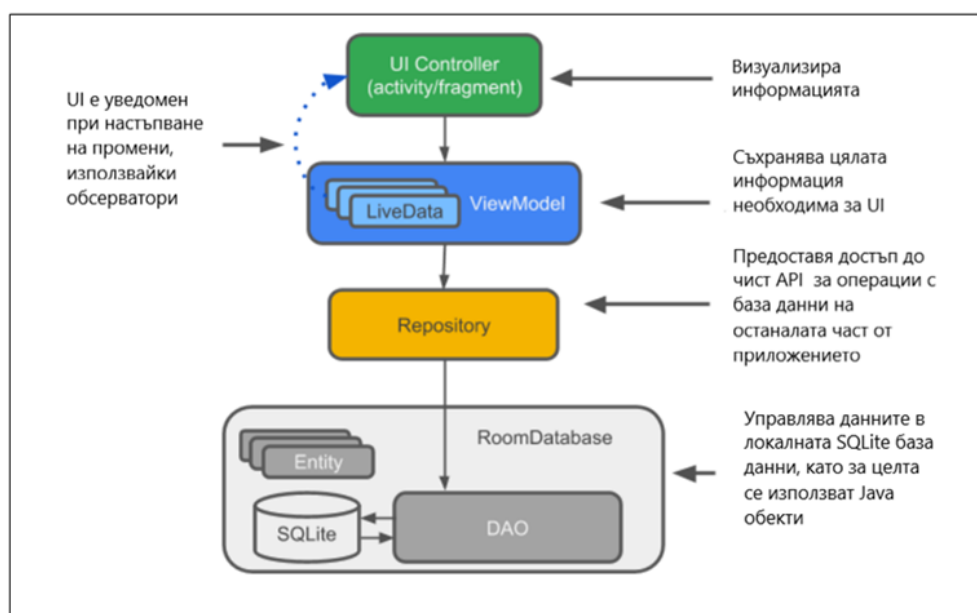 UI Controller
(activity/fragment)
Визуализира
информацията
UI е уведомен
при настъпване
на промени,
използвайки
обсерватори
LiveData
ViewModel
Съхранява цялата
информация
необходима за UI
Repository
Предоставя достъп до
чист API за операции с
база данни на
останалата част от
приложението
RoomDatabase
Entity
SQLite
DAO
Управлява данните в
локалната SQLite база
данни, като за целта
се използват Java
обекти